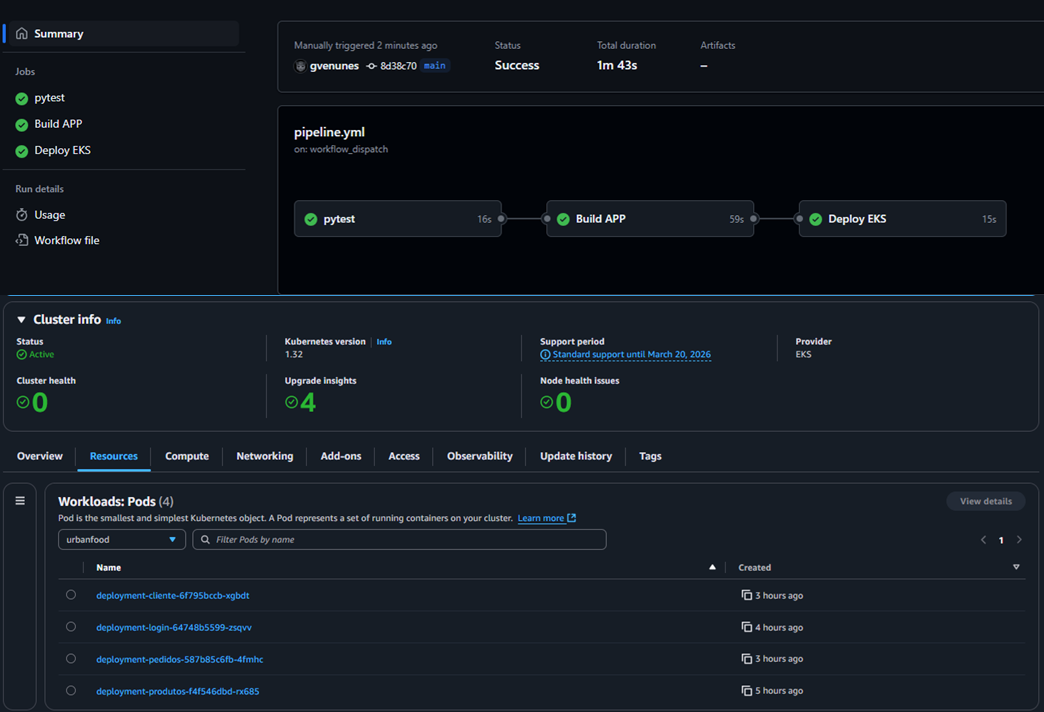 Summary
Jobs
pytest
Build APP
Deploy EKS
Run details
Usage
Workflow file
Manually triggered 2 minutes ago Status Total duration Artifacts
gvenunes 8d38c70 main Success 1m 43s –
pipeline.yml
on: workflow_dispatch
pytest 16s Build APP 59s Deploy EKS 15s
Cluster info Info
Status Kubernetes version Info Support period Provider
Active 1.32 Standard support until March 20, 2026 EKS
Cluster health Upgrade insights Node health issues
0 4 0
Overview Resources Compute Networking Add-ons Access Observability Update history Tags
Workloads: Pods (4) View details
Pod is the smallest and simplest Kubernetes object. A Pod represents a set of running containers on your cluster. Learn more
urbanfood Filter Pods by name 1
Name Created
deployment-cliente-6f795bccb-xgbdt 3 hours ago
deployment-login-64748b5599-zsqvv 4 hours ago
deployment-pedidos-587b85c6fb-4fmhc 3 hours ago
deployment-produtos-f4f546dbd-rx685 5 hours ago